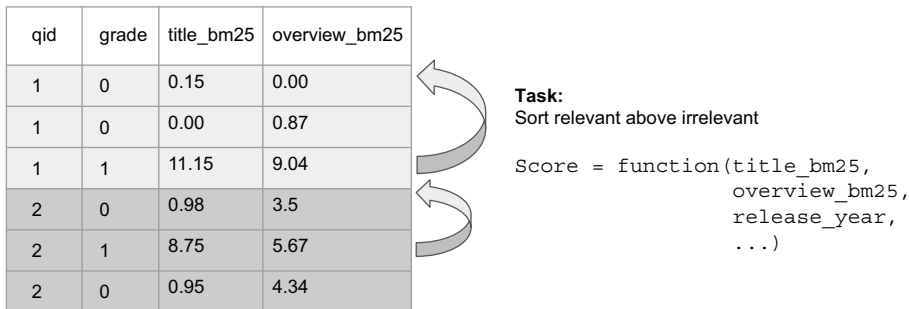 qid grade title_bm25 overview_bm25
1 0 0.15 0.00
1 0 0.00 0.87
1 1 11.15 9.04
2 0 0.98 3.5
2 1 8.75 5.67
2 0 0.95 4.34
Task:
Sort relevant above irrelevant
Score = function(title_bm25,
overview_bm25,
release_year,
...)